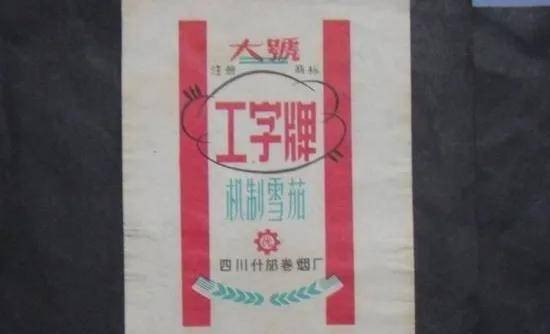 大號
注册 商标
工字牌
机制雪茄
四川什邡卷烟厂